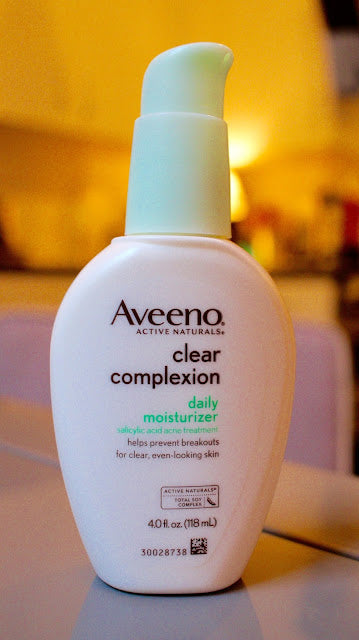 Aveeno®
ACTIVE NATURALS®
clear
complexion
daily
moisturizer
salicylic acid acne treatment
helps prevent breakouts
for clear, even-looking skin
ACTIVE NATURALS®
TOTAL SOY
COMPLEX
4.0 fl. oz. (118 mL)
30028738